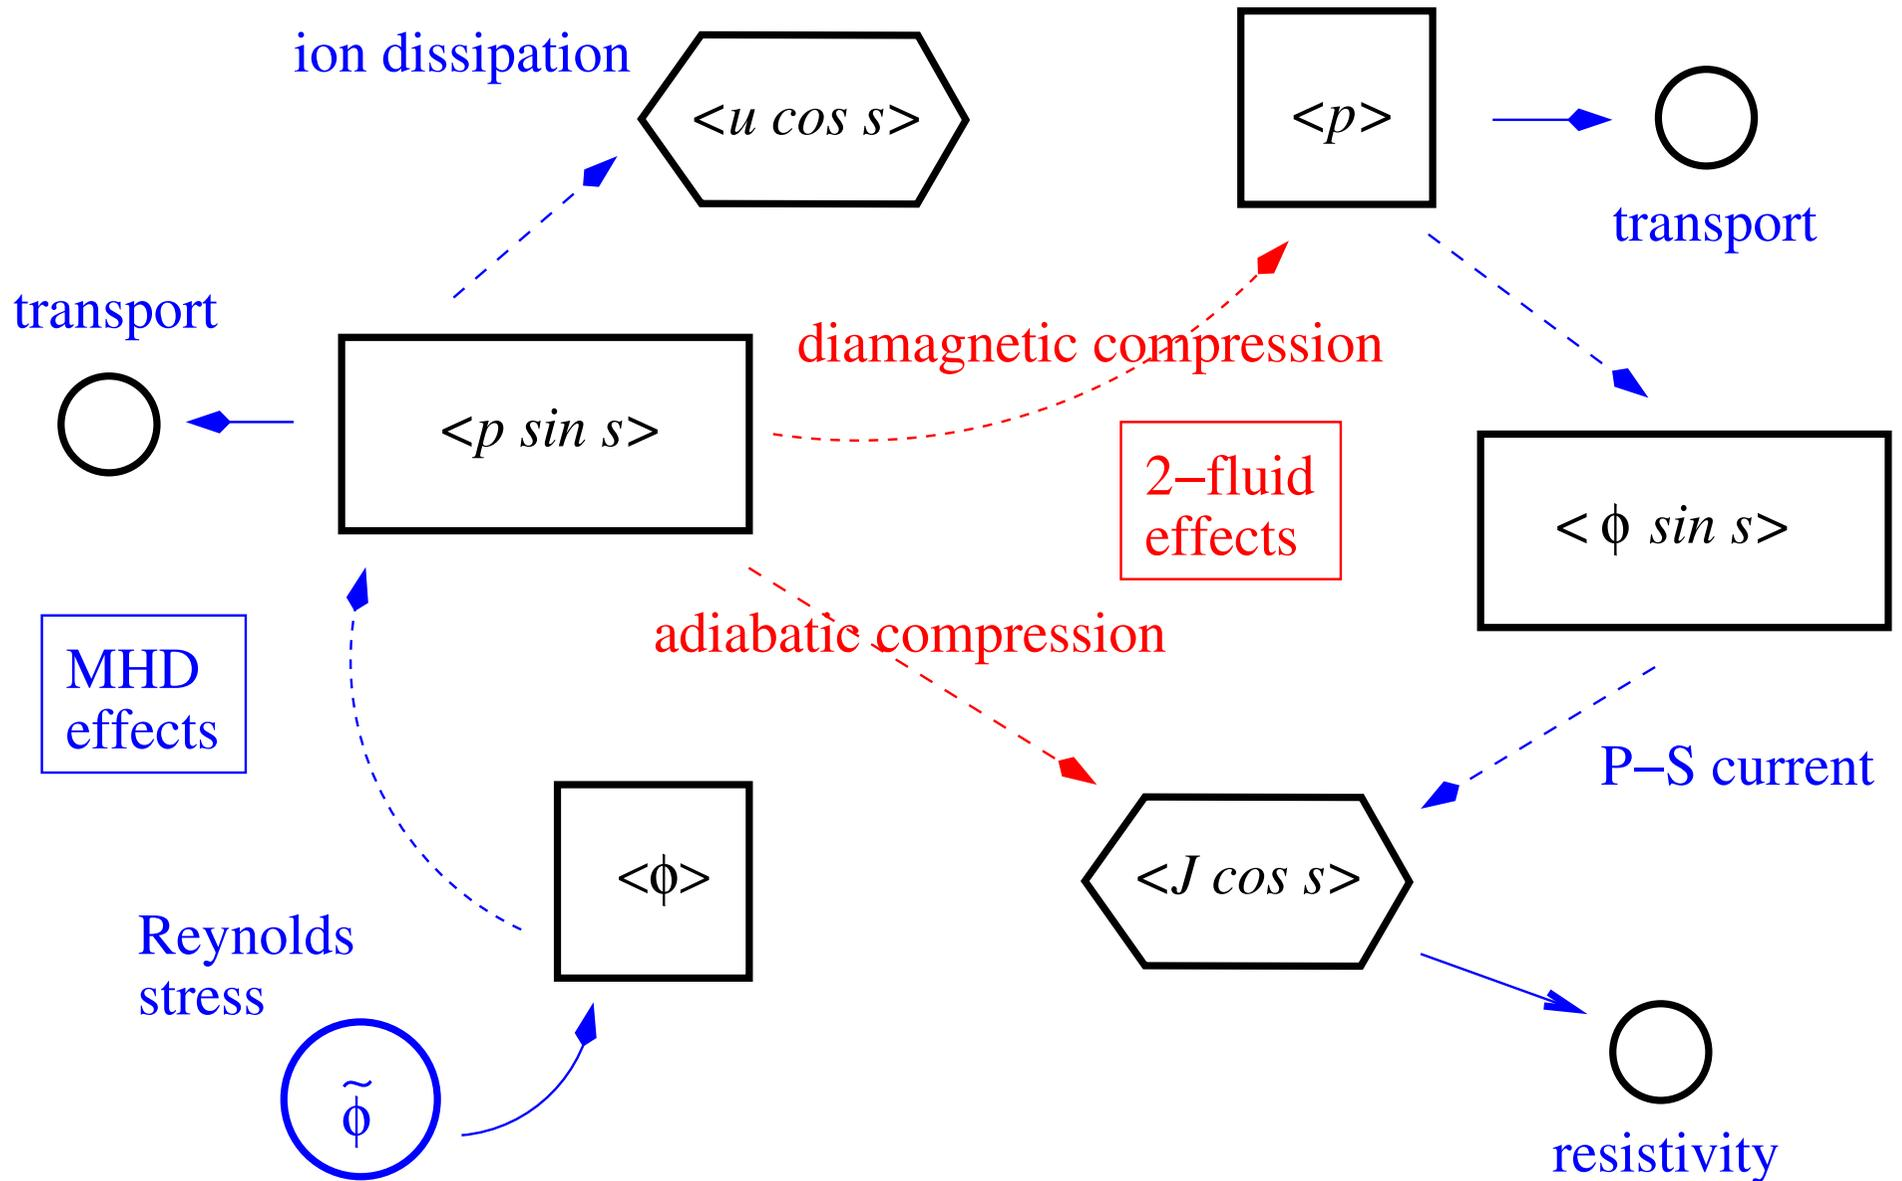 ion dissipation
<u cos s>
<p>
transport
transport
diamagnetic compression
<p sin s>
2–fluid
effects
< ϕ sin s>
adiabatic compression
MHD
effects
P–S current
<ϕ>
<J cos s>
Reynolds
stress
ϕ̃
resistivity